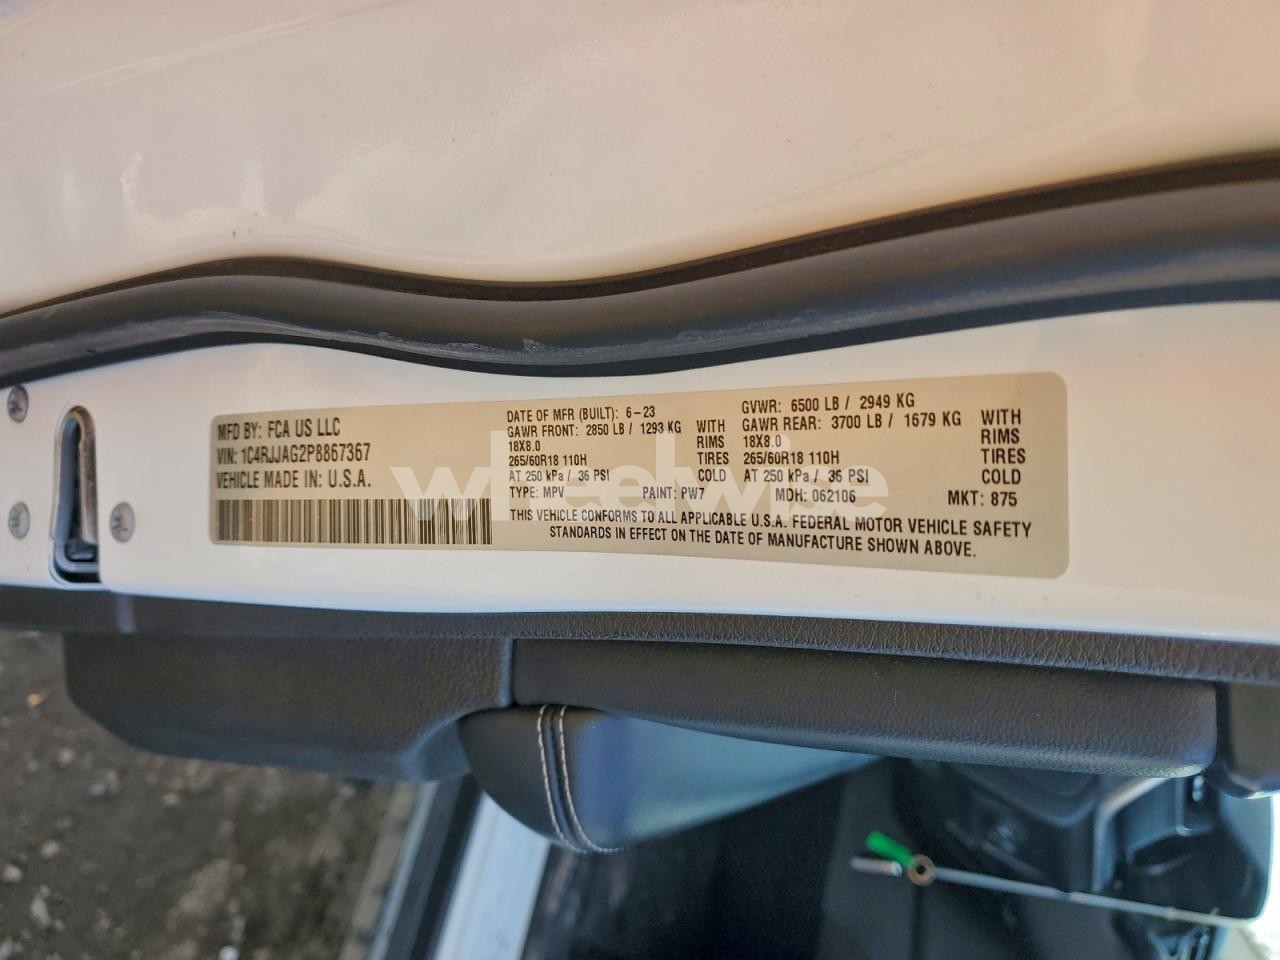 MFD BY: FCA US LLC
VIN: 1C4RJJAG2P8867367
VEHICLE MADE IN: U.S.A.
DATE OF MFR (BUILT): 6-23
GAWR FRONT: 2850 LB / 1293 KG WITH
18X8.0 RIMS
265/60R18 110H TIRES
AT 250 kPa / 36 PSI COLD
GVWR: 6500 LB / 2949 KG
GAWR REAR: 3700 LB / 1679 KG WITH
18X8.0 RIMS
265/60R18 110H TIRES
AT 250 kPa / 36 PSI COLD
TYPE: MPV PAINT: PW7 MDH: 062106 MKT: 875
THIS VEHICLE CONFORMS TO ALL APPLICABLE U.S.A. FEDERAL MOTOR VEHICLE SAFETY
STANDARDS IN EFFECT ON THE DATE OF MANUFACTURE SHOWN ABOVE.
wheelwise